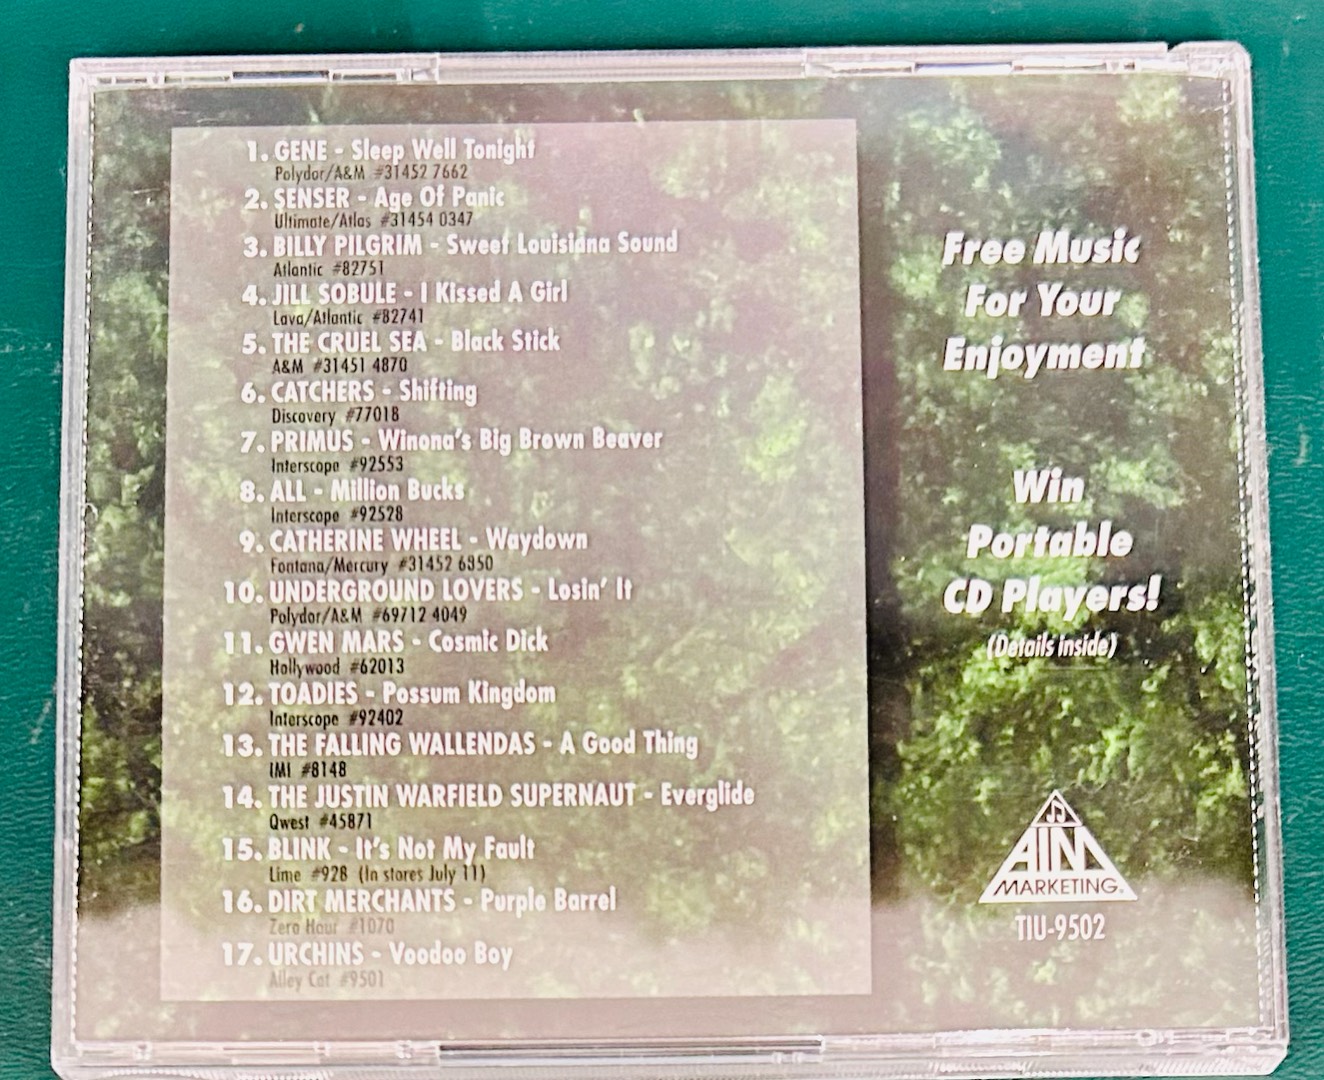 1. GENE - Sleep Well Tonight
Polydor/A&M #31452 7662
2. SENSER - Age Of Panic
Ultimate/Atlas #31454 0347
3. BILLY PILGRIM - Sweet Louisiana Sound
Atlantic #82751
4. JILL SOBULE - I Kissed A Girl
Lava/Atlantic #82741
5. THE CRUEL SEA - Black Stick
A&M #31451 4870
6. CATCHERS - Shifting
Discovery #77018
7. PRIMUS - Winona's Big Brown Beaver
Interscope #92553
8. ALL - Million Bucks
Interscope #92528
9. CATHERINE WHEEL - Waydown
Fontana/Mercury #31452 6850
10. UNDERGROUND LOVERS - Losin' It
Polydor/A&M #69712 4049
11. GWEN MARS - Cosmic Dick
Hollywood #62013
12. TOADIES - Possum Kingdom
Interscope #92402
13. THE FALLING WALLENDAS - A Good Thing
IMI #8148
14. THE JUSTIN WARFIELD SUPERNAUT - Everglide
Qwest #45871
15. BLINK - It's Not My Fault
Lime #928 (In stores July 11)
16. DIRT MERCHANTS - Purple Barrel
Zero Hour #1070
17. URCHINS - Voodoo Boy
Alley Cat #9501
Free Music
For Your
Enjoyment
Win
Portable
CD Players!
(Details Inside)
AIM
MARKETING
TIU-9502